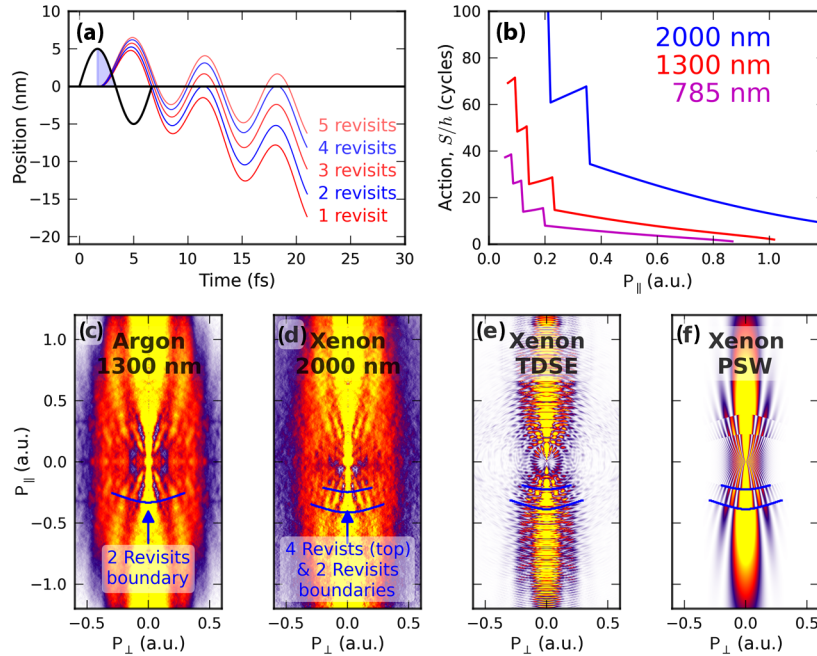 (a)
Position (nm)
10
5
0
−5
−10
−15
−20
5 revisits
4 revisits
3 revisits
2 revisits
1 revisit
0 5 10 15 20 25 30
Time (fs)
(b)
Action, S/h (cycles)
100
80
60
40
20
0
2000 nm
1300 nm
785 nm
0.0 0.2 0.4 0.6 0.8 1.0
P∥ (a.u.)
(c)
Argon
1300 nm
P∥ (a.u.)
1.0
0.5
0.0
−0.5
−1.0
2 Revisits
boundary
−0.5 0.0 0.5
P⊥ (a.u.)
(d)
Xenon
2000 nm
4 Revists (top)
& 2 Revisits
boundaries
−0.5 0.0 0.5
P⊥ (a.u.)
(e)
Xenon
TDSE
−0.5 0.0 0.5
P⊥ (a.u.)
(f)
Xenon
PSW
−0.5 0.0 0.5
P⊥ (a.u.)